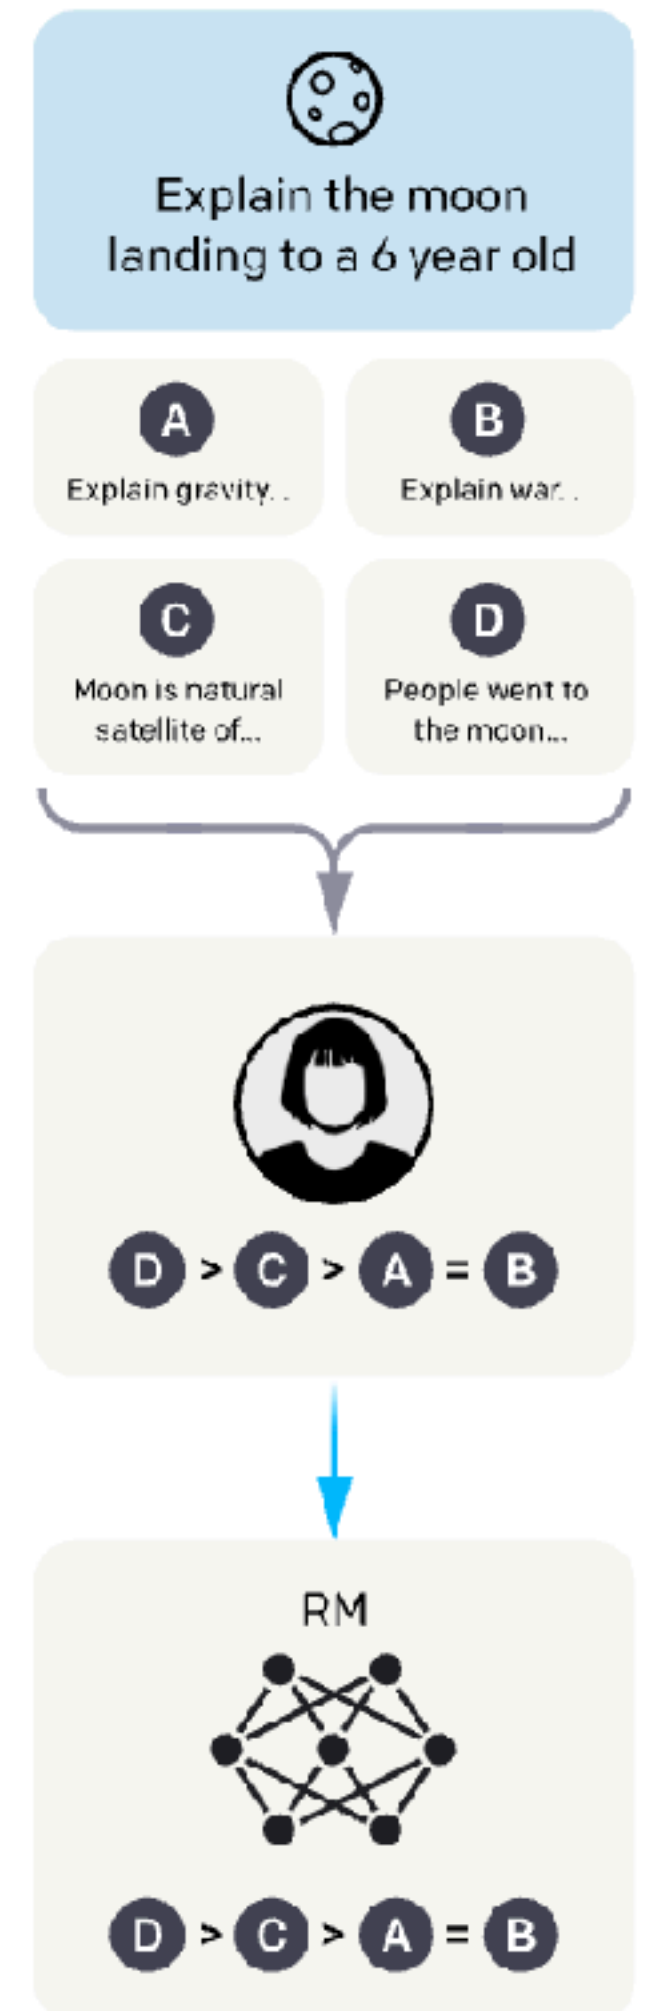 Explain the moon
landing to a 6 year old
A
Explain gravity...
B
Explain war...
C
Moon is natural
satellite of...
D
People went to
the moon...
D > C > A = B
RM
D > C > A = B